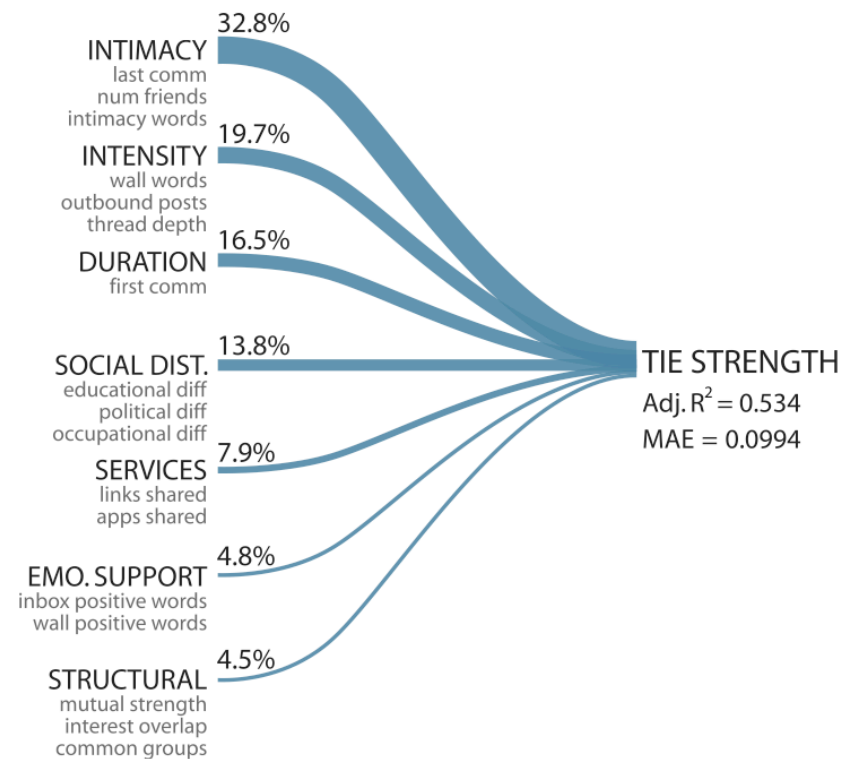 32.8%
INTIMACY
last comm
num friends
intimacy words
19.7%
INTENSITY
wall words
outbound posts
thread depth
16.5%
DURATION
first comm
13.8%
SOCIAL DIST.
educational diff
political diff
occupational diff
7.9%
SERVICES
links shared
apps shared
4.8%
EMO. SUPPORT
inbox positive words
wall positive words
4.5%
STRUCTURAL
mutual strength
interest overlap
common groups
TIE STRENGTH
Adj. R² = 0.534
MAE = 0.0994